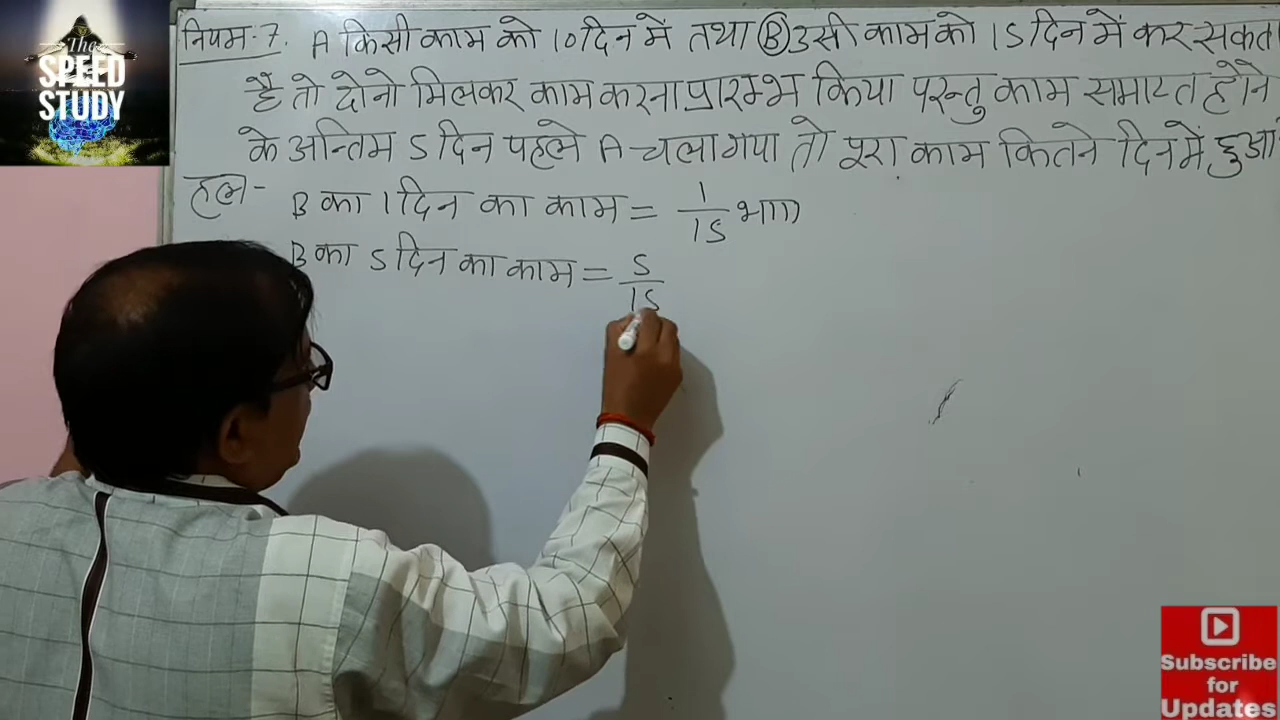 The
SPEED
STUDY
नियम-7. A किसी काम को 10 दिन में तथा B उसी काम को 15 दिन में कर सकता
है तो दोनो मिलकर काम करना प्रारम्भ किया परन्तु काम समाप्त होने
के अन्तिम 5 दिन पहले A चला गया तो पूरा काम कितने दिन में हुआ
हल- B का 1 दिन का काम = 1/15 भाग
B का 5 दिन का काम = 5/15
Subscribe
for
Updates